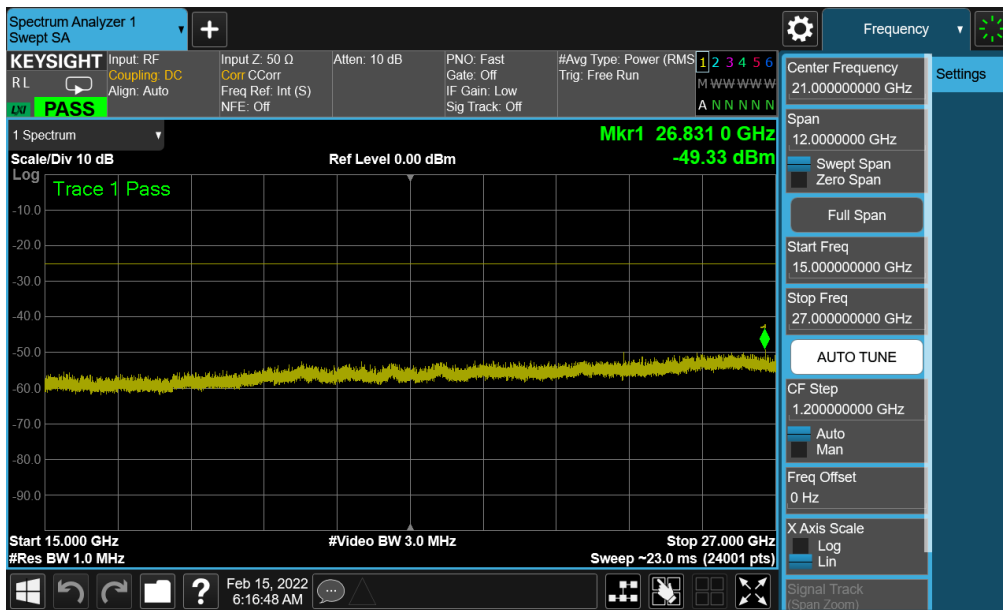 Spectrum Analyzer 1
Swept SA
+
Frequency
KEYSIGHT
R L
LXI PASS
Input: RF
Coupling: DC
Align: Auto
Input Z: 50 Ω
Corr CCorr
Freq Ref: Int (S)
NFE: Off
Atten: 10 dB
PNO: Fast
Gate: Off
IF Gain: Low
Sig Track: Off
#Avg Type: Power (RMS
Trig: Free Run
1 2 3 4 5 6
M W W W W W
A N N N N N
1 Spectrum
Mkr1 26.831 0 GHz
Scale/Div 10 dB
Ref Level 0.00 dBm
-49.33 dBm
Log
Trace 1 Pass
-10.0
-20.0
-30.0
-40.0
1
-50.0
-60.0
-70.0
-80.0
-90.0
Start 15.000 GHz
#Video BW 3.0 MHz
Stop 27.000 GHz
#Res BW 1.0 MHz
Sweep ~23.0 ms (24001 pts)
Center Frequency
21.000000000 GHz
Settings
Span
12.0000000 GHz
Swept Span
Zero Span
Full Span
Start Freq
15.000000000 GHz
Stop Freq
27.000000000 GHz
AUTO TUNE
CF Step
1.200000000 GHz
Auto
Man
Freq Offset
0 Hz
X Axis Scale
Log
Lin
Signal Track
(Span Zoom)
?
Feb 15, 2022
6:16:48 AM